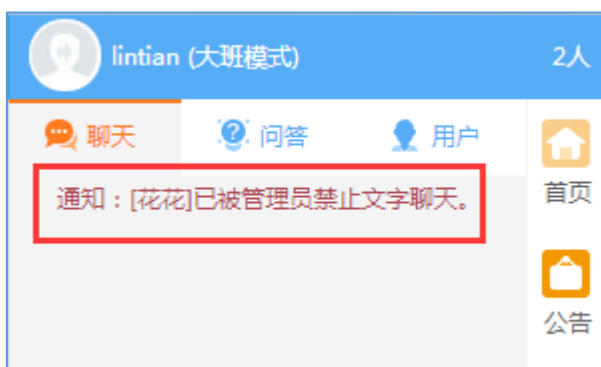 lintian (大班模式)
2人
聊天
问答
用户
通知：[花花]已被管理员禁止文字聊天。
首页
公告